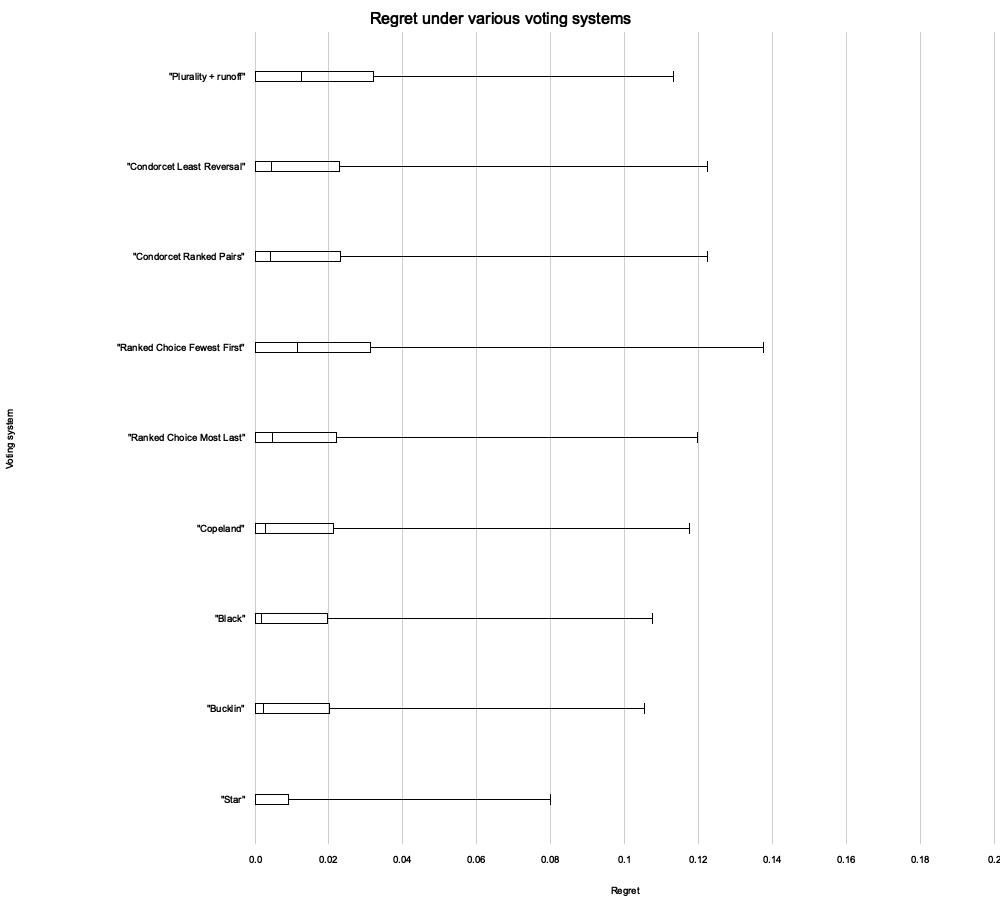 Regret under various voting systems
"Plurality + runoff"
"Condorcet Least Reversal"
"Condorcet Ranked Pairs"
"Ranked Choice Fewest First"
"Ranked Choice Most Last"
"Copeland"
"Black"
"Bucklin"
"Star"
Voting system
0.0 0.02 0.04 0.06 0.08 0.1 0.12 0.14 0.16 0.18 0.2
Regret